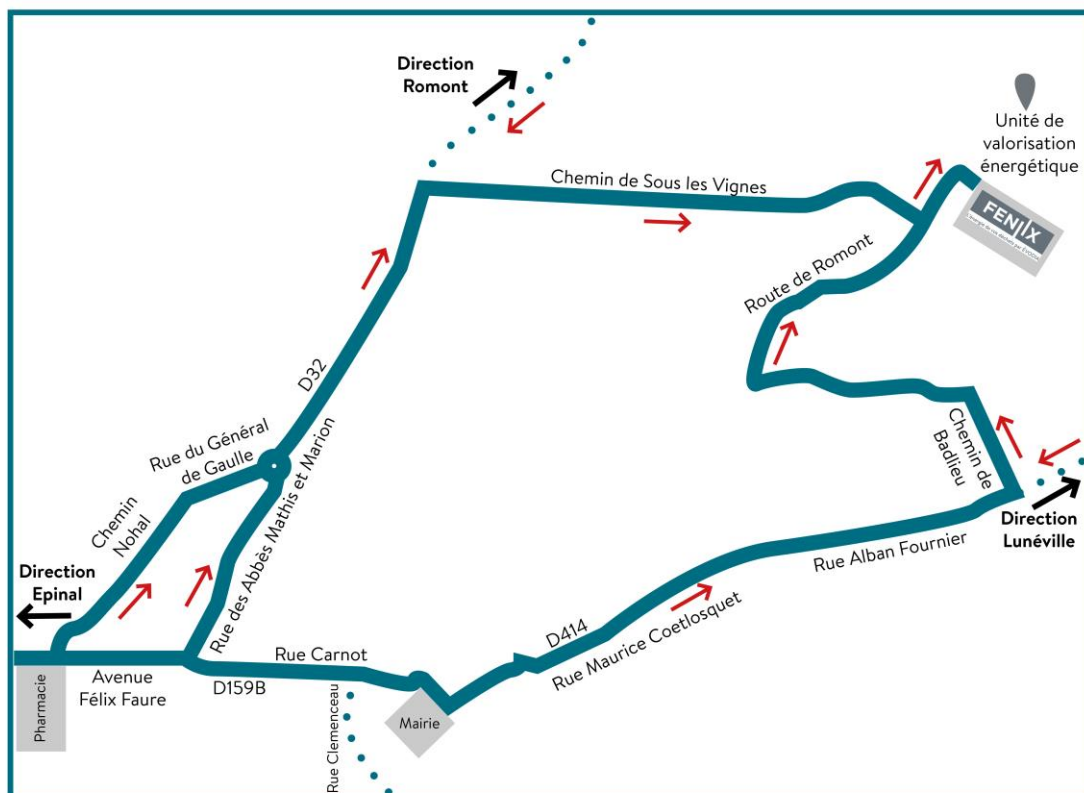 Direction
Romont
Unité de
valorisation
énergétique
Chemin de Sous les Vignes
FENIIX
Route de Romont
D32
Rue du Général
de Gaulle
Rue des Abbès Mathis et Marion
Chemin
Nohal
Chemin de
Badlieu
Direction
Lunéville
Rue Alban Fournier
Direction
Epinal
D414
Rue Maurice Coetlosquet
Rue Carnot
Avenue
Félix Faure
D159B
Pharmacie
Rue Clemenceau
Mairie